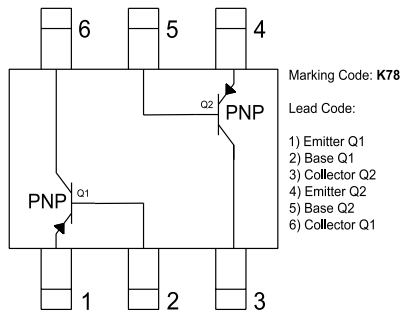 6 5 4
Marking Code: K78
Q2 PNP
Lead Code:
1) Emitter Q1
2) Base Q1
3) Collector Q2
4) Emitter Q2
5) Base Q2
6) Collector Q1
PNP Q1
1 2 3